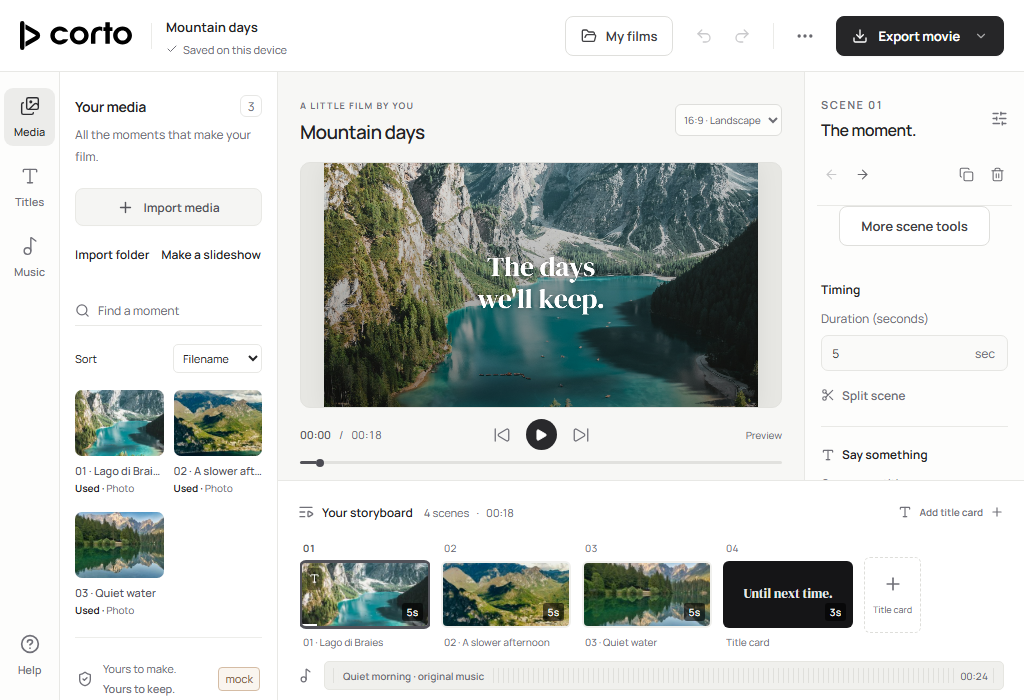 corto
Mountain days
Saved on this device
My films
Export movie
Media
Titles
Music
Help
Your media
3
All the moments that make your
film.
Import media
Import folder
Make a slideshow
Find a moment
Sort
Filename
01 · Lago di Brai...
Used · Photo
02 · A slower aft...
Used · Photo
03 · Quiet water
Used · Photo
Yours to make.
Yours to keep.
mock
A LITTLE FILM BY YOU
Mountain days
16:9 · Landscape
The days
we'll keep.
00:00 / 00:18
Preview
SCENE 01
The moment.
More scene tools
Timing
Duration (seconds)
5
sec
Split scene
Say something
Your storyboard
4 scenes · 00:18
Add title card
01
T
5s
01 · Lago di Braies
02
5s
02 · A slower afternoon
03
5s
03 · Quiet water
04
Until next time.
3s
Title card
Title card
Quiet morning · original music
00:24